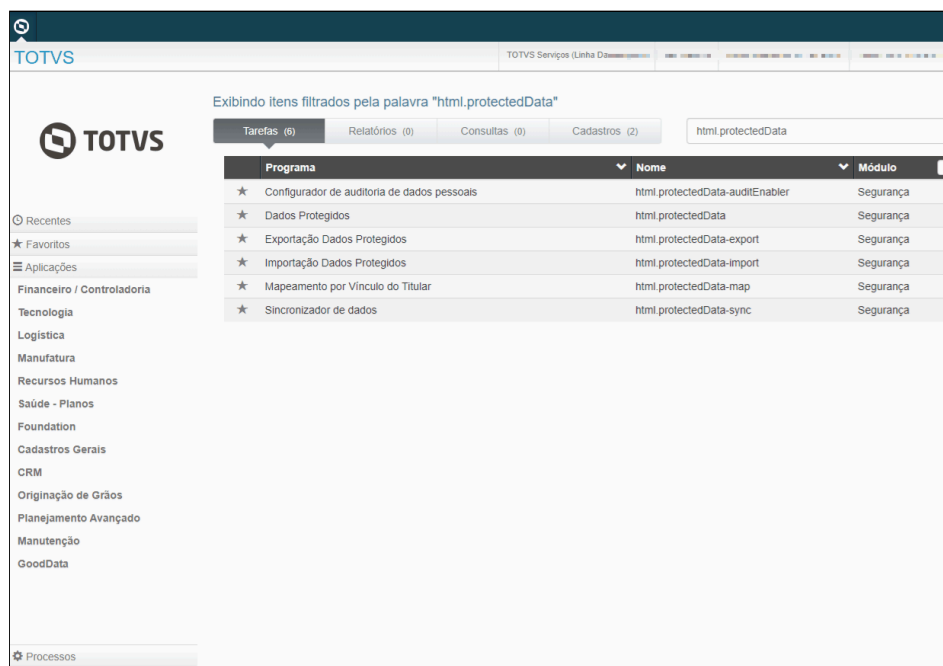 TOTVS
TOTVS Serviços (Linha Da
TOTVS
Exibindo itens filtrados pela palavra "html.protectedData"
Tarefas (6) Relatórios (0) Consultas (0) Cadastros (2) html.protectedData
Programa Nome Módulo
Configurador de auditoria de dados pessoais html.protectedData-auditEnabler Segurança
Dados Protegidos html.protectedData Segurança
Exportação Dados Protegidos html.protectedData-export Segurança
Importação Dados Protegidos html.protectedData-import Segurança
Mapeamento por Vínculo do Titular html.protectedData-map Segurança
Sincronizador de dados html.protectedData-sync Segurança
Recentes
Favoritos
Aplicações
Financeiro / Controladoria
Tecnologia
Logística
Manufatura
Recursos Humanos
Saúde - Planos
Foundation
Cadastros Gerais
CRM
Originação de Grãos
Planejamento Avançado
Manutenção
GoodData
Processos